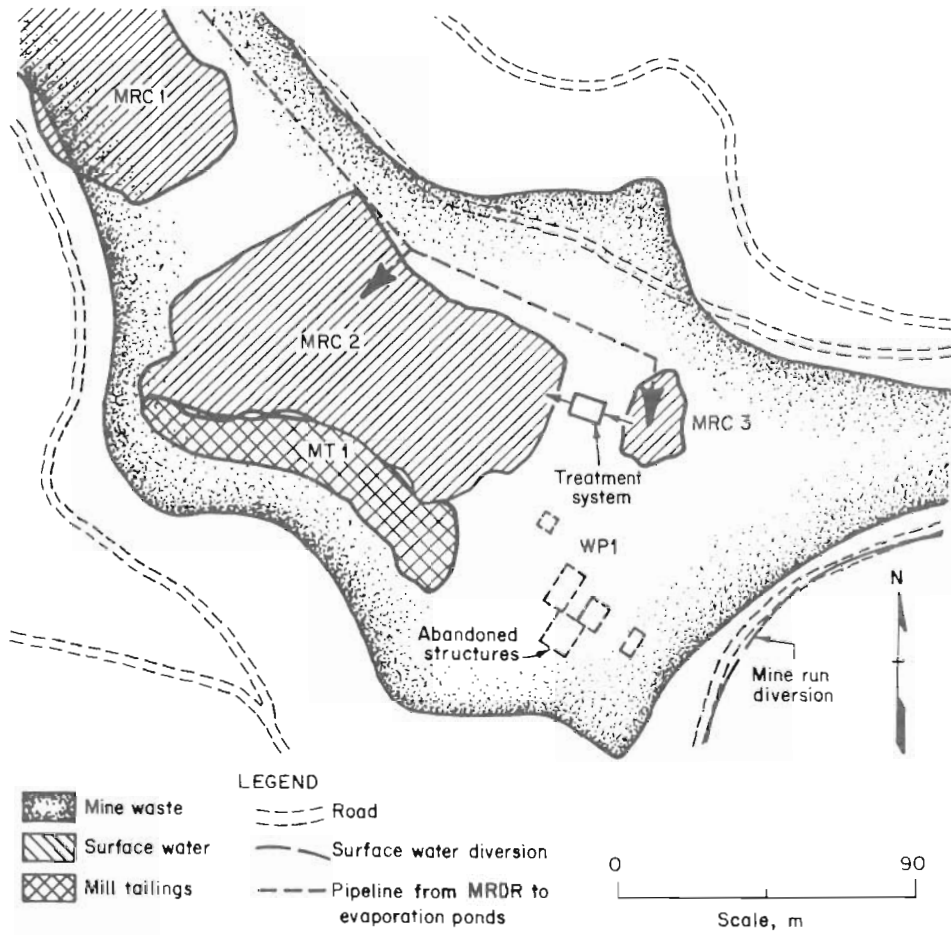 MRC 1
MRC 2
MRC 3
MT 1
Treatment
system
WP1
Abandoned
structures
N
Mine run
diversion
LEGEND
Mine waste
Surface water
Mill tailings
Road
Surface water diversion
Pipeline from MRDR to
evaporation ponds
0
90
Scale, m